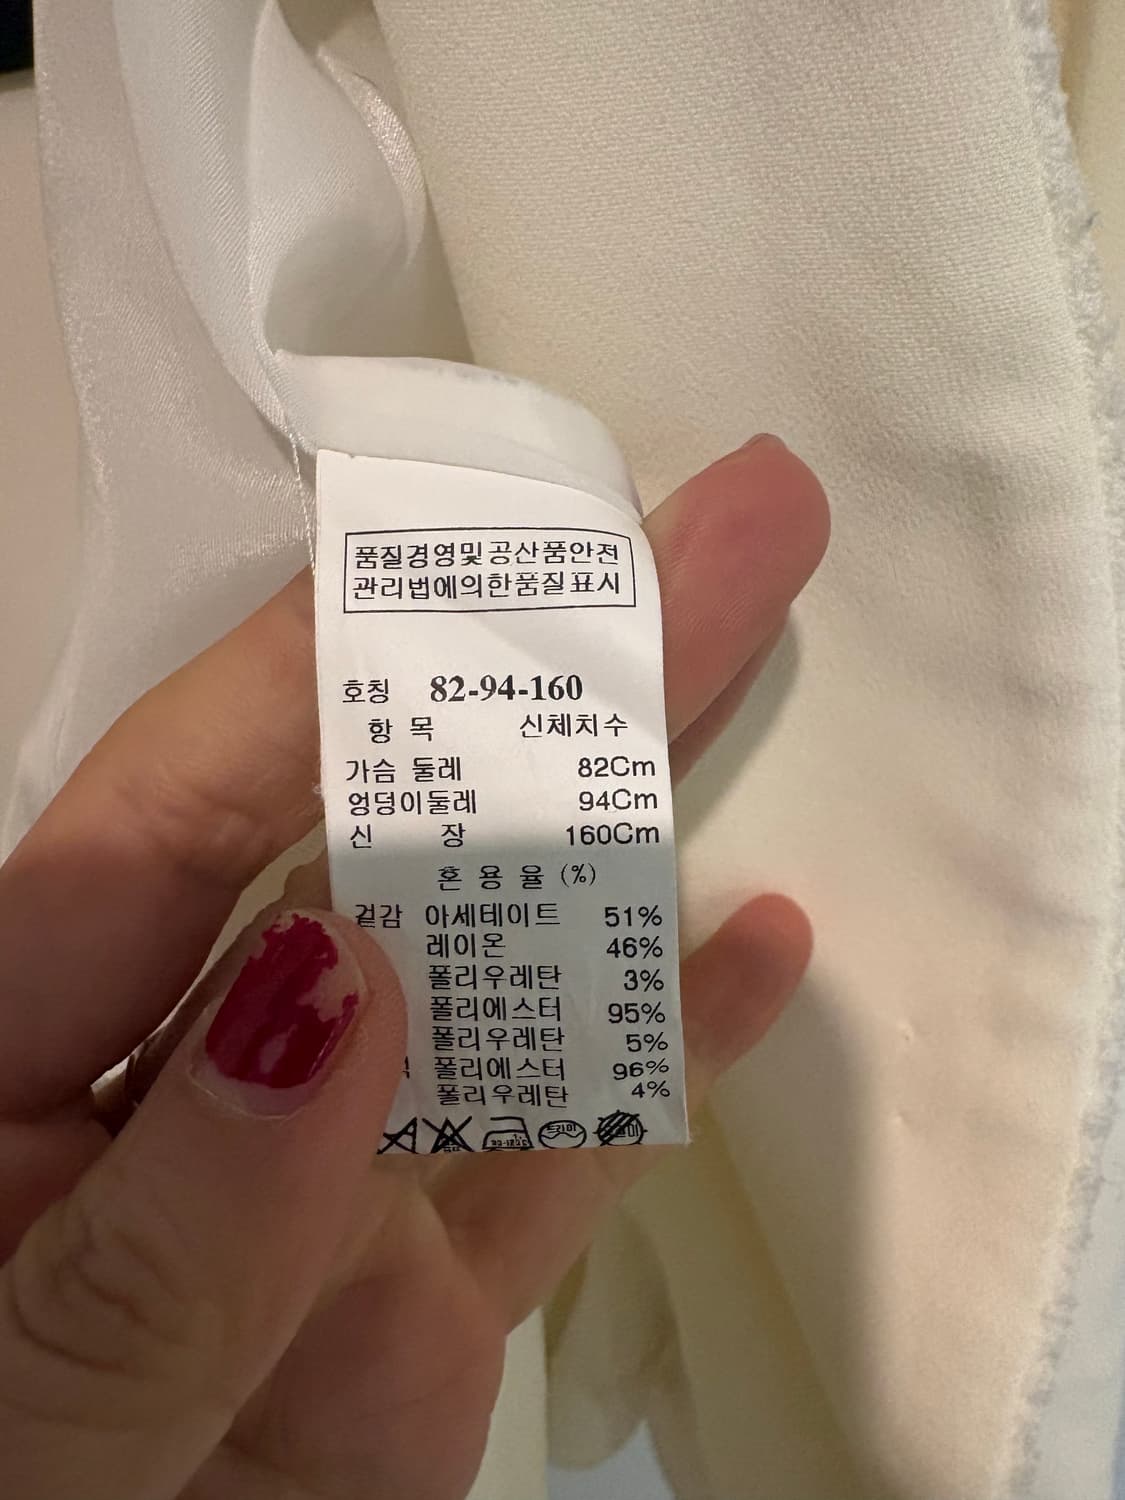 품질경영및공산품안전
관리법에의한품질표시
호칭 82-94-160
항 목 신체치수
가슴 둘레 82Cm
엉덩이둘레 94Cm
신 장 160Cm
혼 용 율 (%)
겉감 아세테이트 51%
레이온 46%
폴리우레탄 3%
폴리에스터 95%
폴리우레탄 5%
폴리에스터 96%
폴리우레탄 4%
드라이